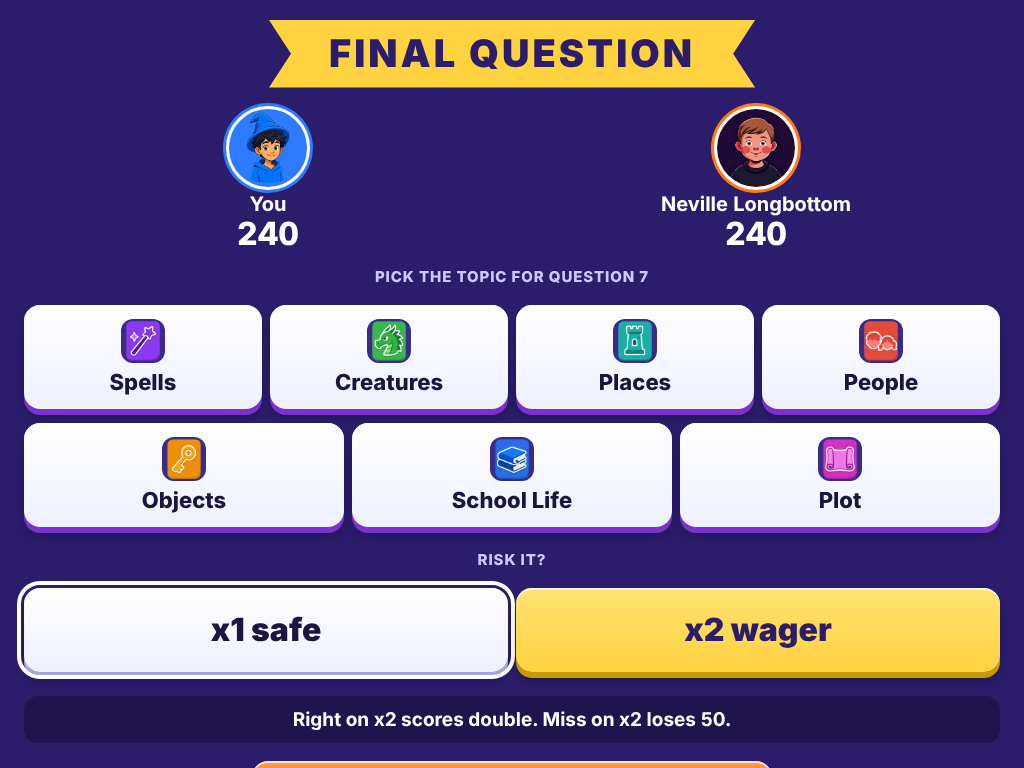 FINAL QUESTION
You
240
Neville Longbottom
240
PICK THE TOPIC FOR QUESTION 7
Spells
Creatures
Places
People
Objects
School Life
Plot
RISK IT?
x1 safe
x2 wager
Right on x2 scores double. Miss on x2 loses 50.